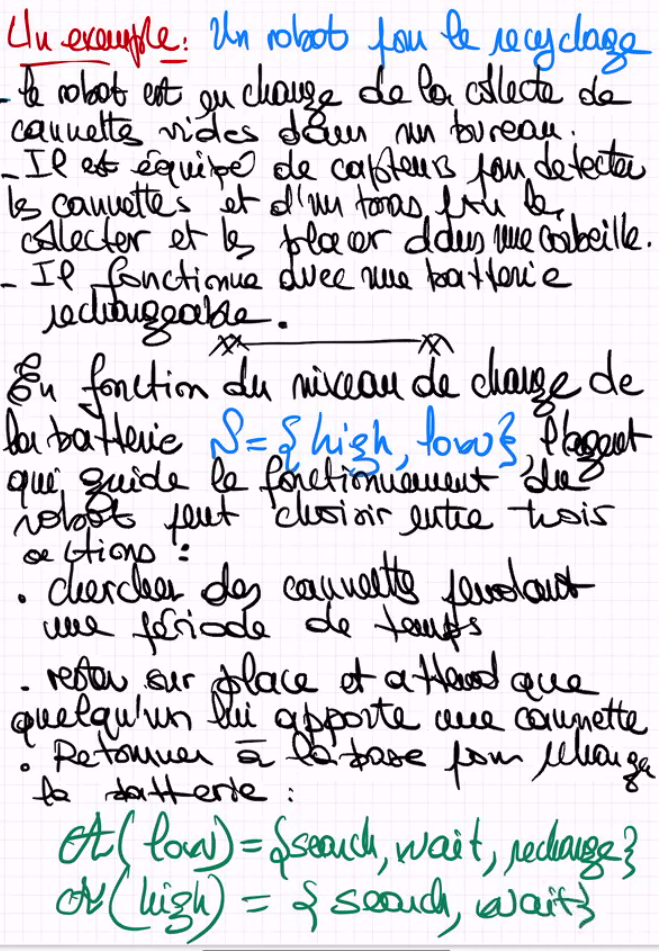 Un exemple: Un robot pour le recyclage
- le robot est en charge de la collecte de
cannettes vides dans un bureau.
- Il est équipé de capteurs pour detecter
les cannettes et d'un bras pour les
collecter et les placer dans une corbeille.
- Il fonctionne avec une batterie
rechargeable.
En fonction du niveau de charge de
la batterie S={high, low}, l'agent
qui guide le fonctionnement du
robot peut choisir entre trois
actions :
. chercher des cannettes pendant
une période de temps
. rester sur place et attend que
quelqu'un lui apporte une cannette
. Retourner à la base pour recharger
la batterie :
A(low)={search, wait, recharge}
A(high) = {search, wait}